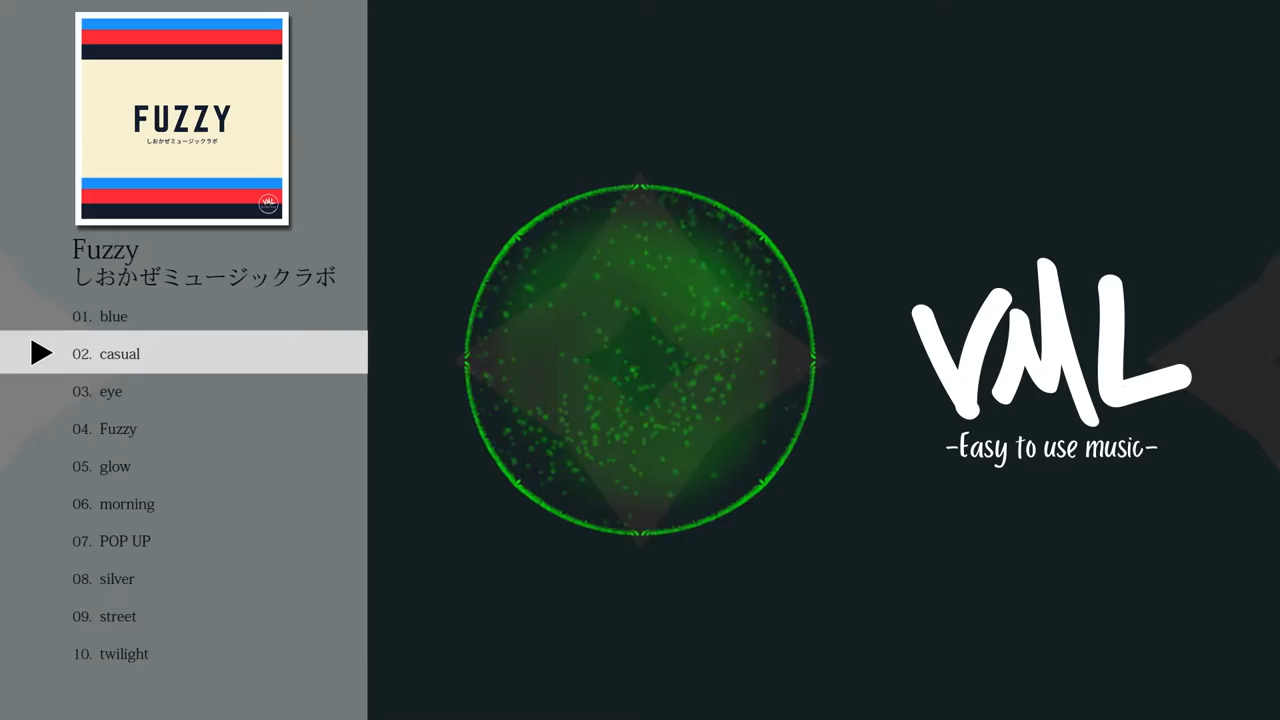 FUZZY
しおかぜミュージックラボ
VML
Fuzzy
しおかぜミュージックラボ
01. blue
02. casual
03. eye
04. Fuzzy
05. glow
06. morning
07. POP UP
08. silver
09. street
10. twilight
VML
-Easy to use music-